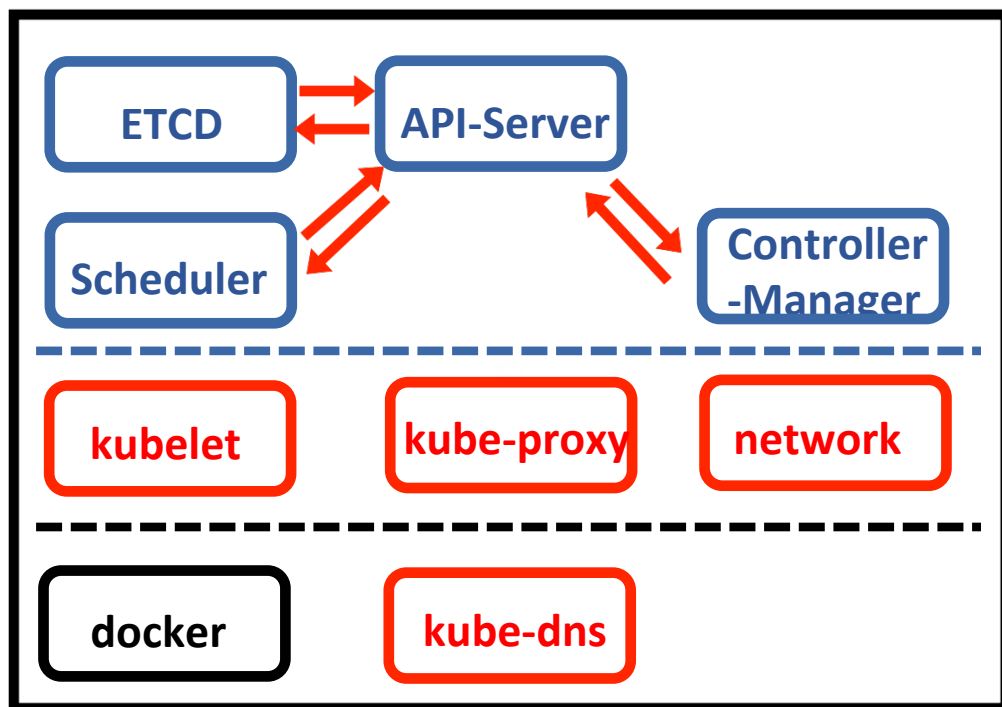 ETCD
API-Server
Scheduler
Controller
-Manager
kubelet
kube-proxy
network
docker
kube-dns